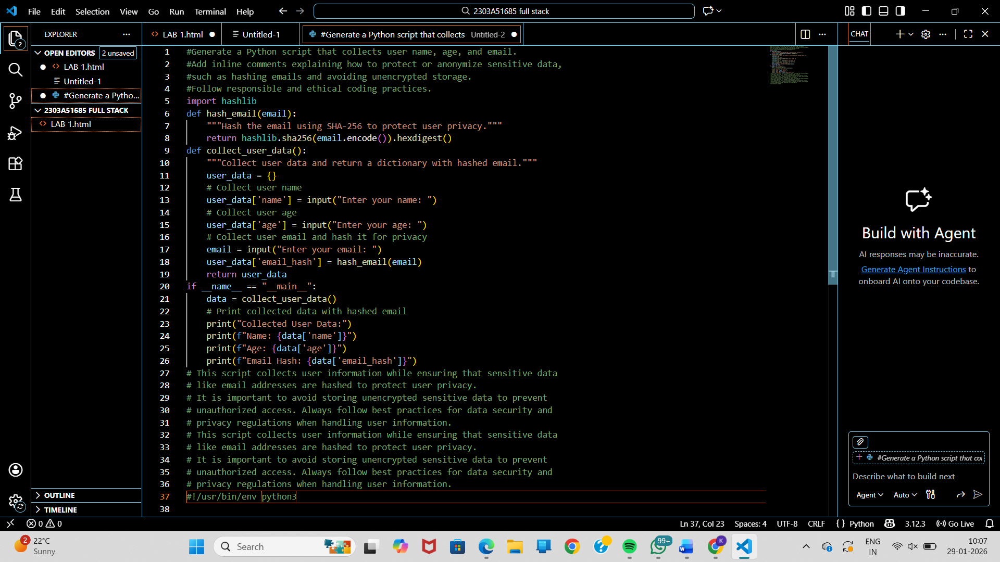 File Edit Selection View Go Run Terminal Help
2303A51685 full stack
EXPLORER
LAB 1.html
Untitled-1
#Generate a Python script that collects Untitled-2
CHAT
2
OPEN EDITORS 2 unsaved
LAB 1.html
Untitled-1
#Generate a Pytho...
2303A51685 FULL STACK
LAB 1.html
1 #Generate a Python script that collects user name, age, and email.
2 #Add inline comments explaining how to protect or anonymize sensitive data,
3 #such as hashing emails and avoiding unencrypted storage.
4 #Follow responsible and ethical coding practices.
5 import hashlib
6 def hash_email(email):
7 """Hash the email using SHA-256 to protect user privacy."""
8 return hashlib.sha256(email.encode()).hexdigest()
9 def collect_user_data():
10 """Collect user data and return a dictionary with hashed email."""
11 user_data = {}
12 # Collect user name
13 user_data['name'] = input("Enter your name: ")
14 # Collect user age
15 user_data['age'] = input("Enter your age: ")
16 # Collect user email and hash it for privacy
17 email = input("Enter your email: ")
18 user_data['email_hash'] = hash_email(email)
19 return user_data
20 if __name__ == "__main__":
21 data = collect_user_data()
22 # Print collected data with hashed email
23 print("Collected User Data:")
24 print(f"Name: {data['name']}")
25 print(f"Age: {data['age']}")
26 print(f"Email Hash: {data['email_hash']}")
27 # This script collects user information while ensuring that sensitive data
28 # like email addresses are hashed to protect user privacy.
29 # It is important to avoid storing unencrypted sensitive data to prevent
30 # unauthorized access. Always follow best practices for data security and
31 # privacy regulations when handling user information.
32 # This script collects user information while ensuring that sensitive data
33 # like email addresses are hashed to protect user privacy.
34 # It is important to avoid storing unencrypted sensitive data to prevent
35 # unauthorized access. Always follow best practices for data security and
36 # privacy regulations when handling user information.
37 #!/usr/bin/env python3
38
Build with Agent
AI responses may be inaccurate.
Generate Agent Instructions to
onboard AI onto your codebase.
#Generate a Python script that co
Describe what to build next
Agent Auto
OUTLINE
TIMELINE
0 0
Ln 37, Col 23 Spaces: 4 UTF-8 CRLF { } Python 3.12.3 Go Live
2
22°C
Sunny
Search
99+
W
K
ENG
IN
10:07
29-01-2026